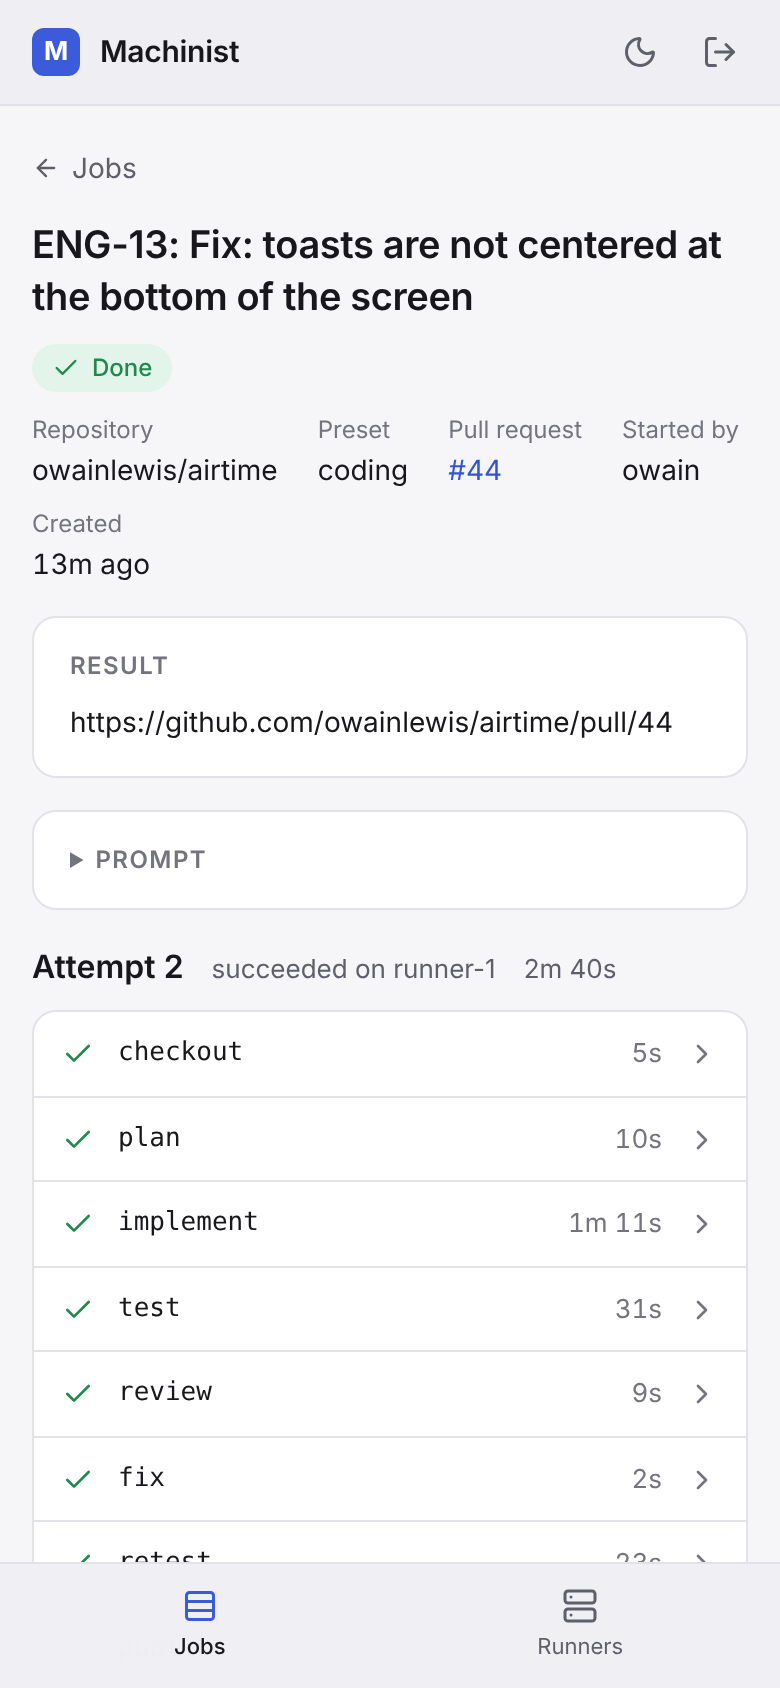 M Machinist
Jobs
ENG-13: Fix: toasts are not centered at
the bottom of the screen
Done
Repository Preset Pull request Started by
owainlewis/airtime coding #44 owain
Created
13m ago
RESULT
https://github.com/owainlewis/airtime/pull/44
PROMPT
Attempt 2 succeeded on runner-1 2m 40s
checkout 5s
plan 10s
implement 1m 11s
test 31s
review 9s
fix 2s
retest 23s
Jobs Runners